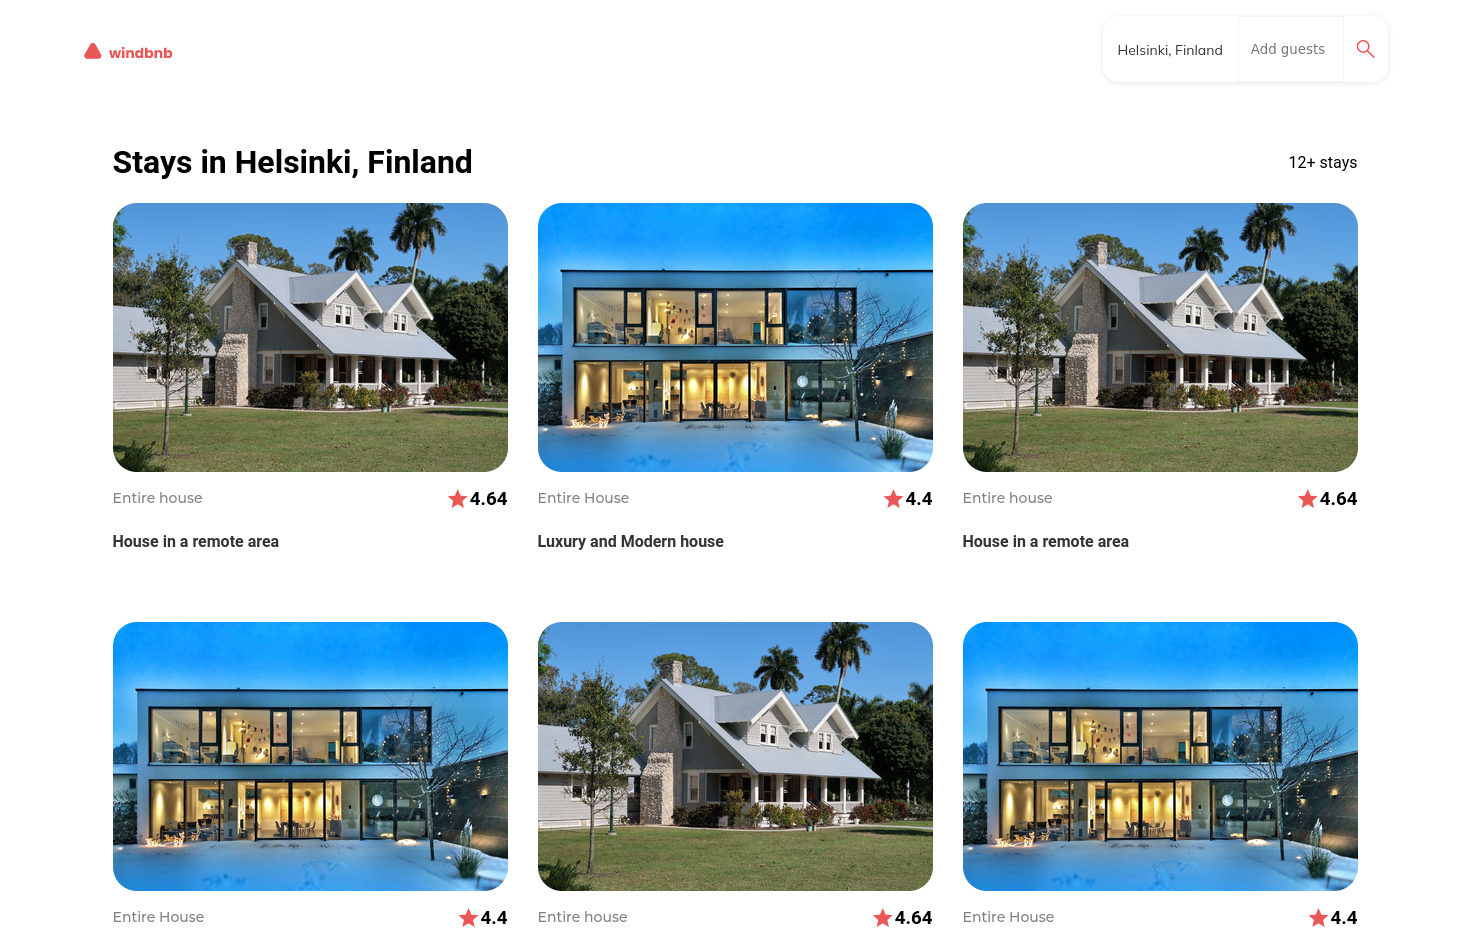 windbnb
Helsinki, Finland
Add guests
Stays in Helsinki, Finland
12+ stays
Entire house
4.64
Entire House
4.4
Entire house
4.64
House in a remote area
Luxury and Modern house
House in a remote area
Entire House
4.4
Entire house
4.64
Entire House
4.4